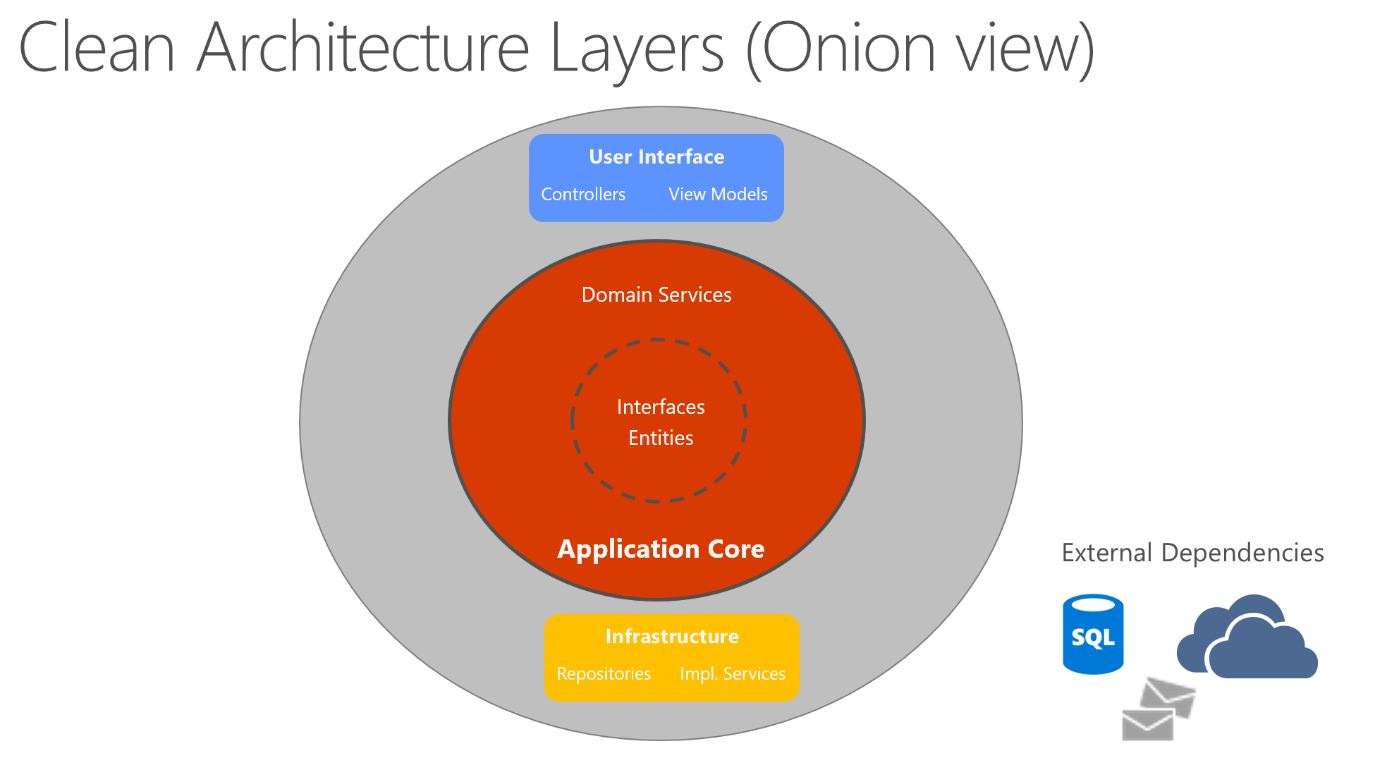 Clean Architecture Layers (Onion view)
User Interface
Controllers View Models
Domain Services
Interfaces
Entities
Application Core
Infrastructure
Repositories Impl. Services
External Dependencies
SQL